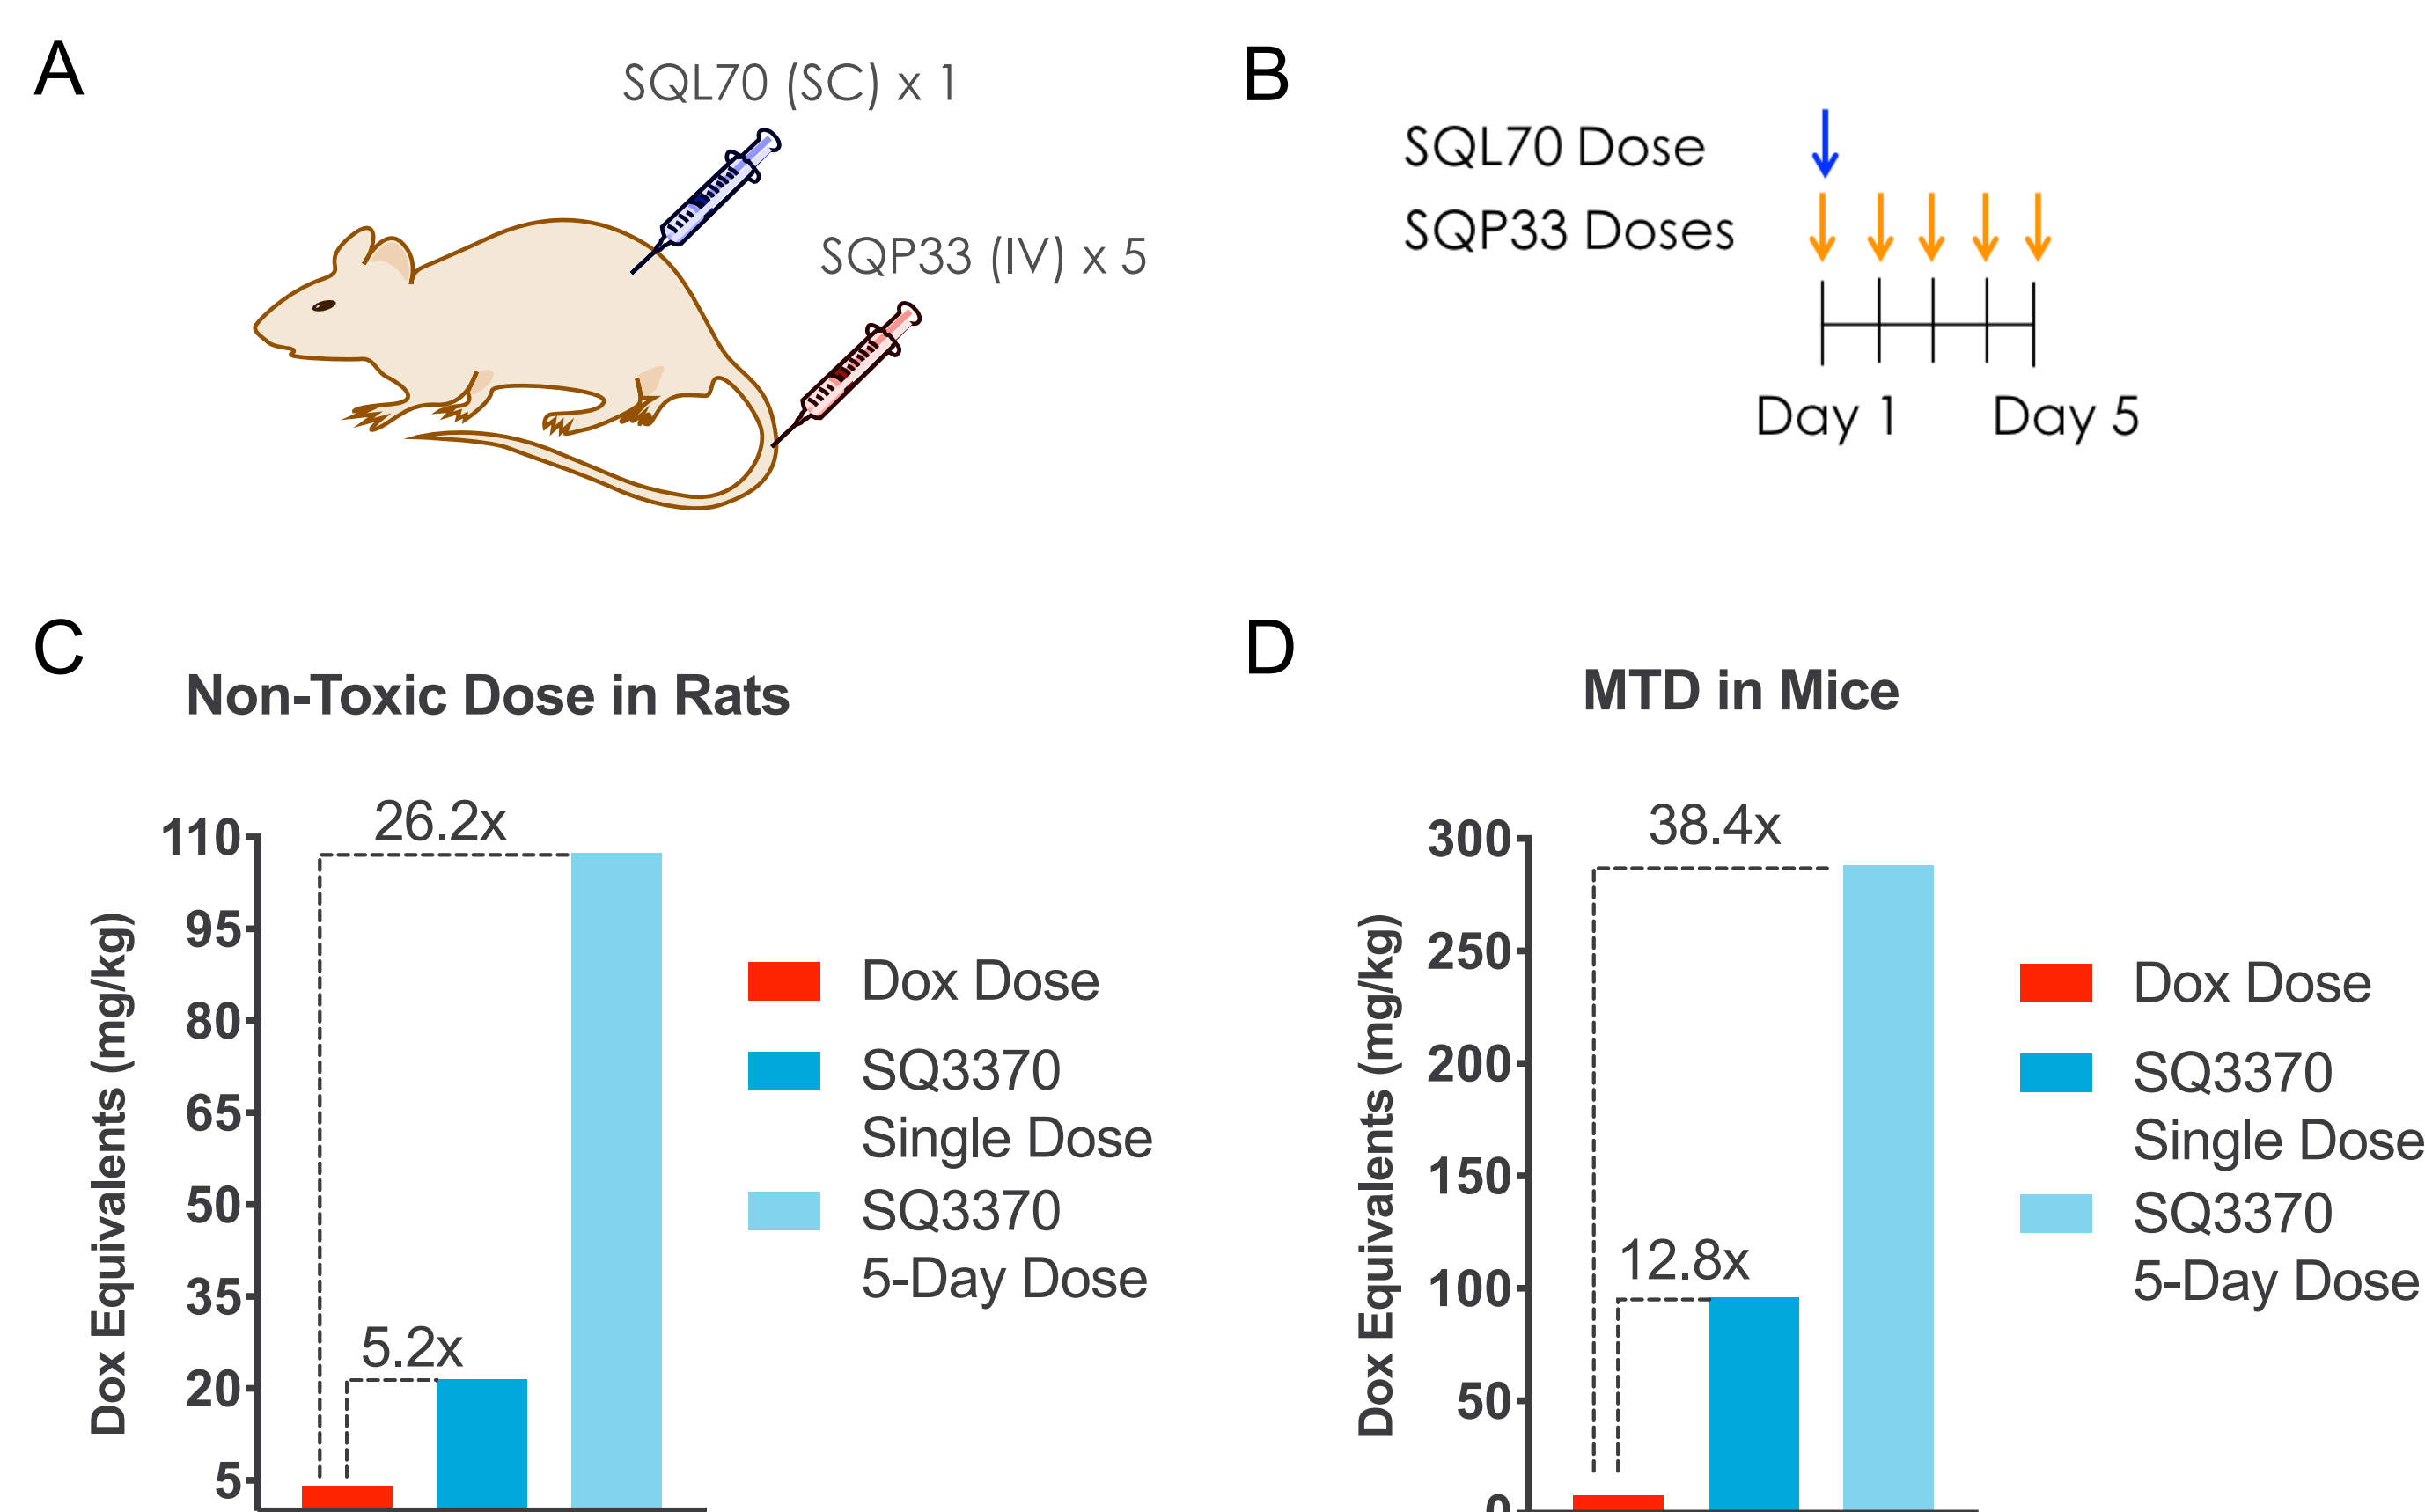 A
SQL70 (SC) x 1
SQP33 (IV) x 5
B
SQL70 Dose
SQP33 Doses
Day 1
Day 5
C
Non-Toxic Dose in Rats
Dox Equivalents (mg/kg)
110
95
80
65
50
35
20
5
26.2x
5.2x
Dox Dose
SQ3370
Single Dose
SQ3370
5-Day Dose
D
MTD in Mice
Dox Equivalents (mg/kg)
300
250
200
150
100
50
0
38.4x
12.8x
Dox Dose
SQ3370
Single Dose
SQ3370
5-Day Dose